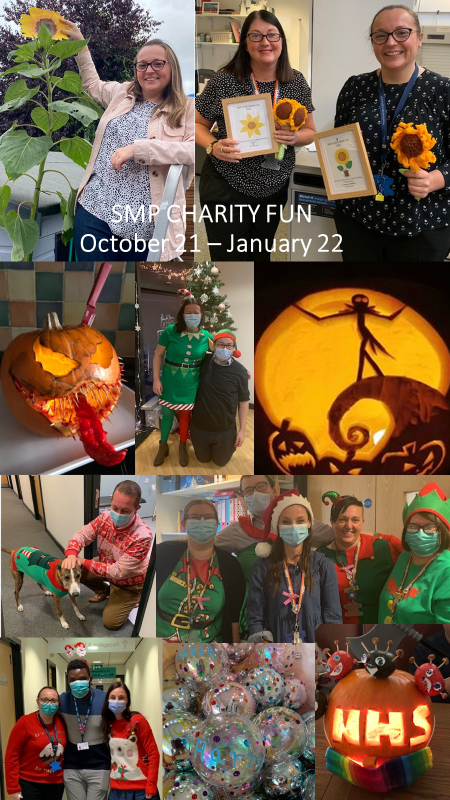 SMP CHARITY FUN
October 21 – January 22
NHS